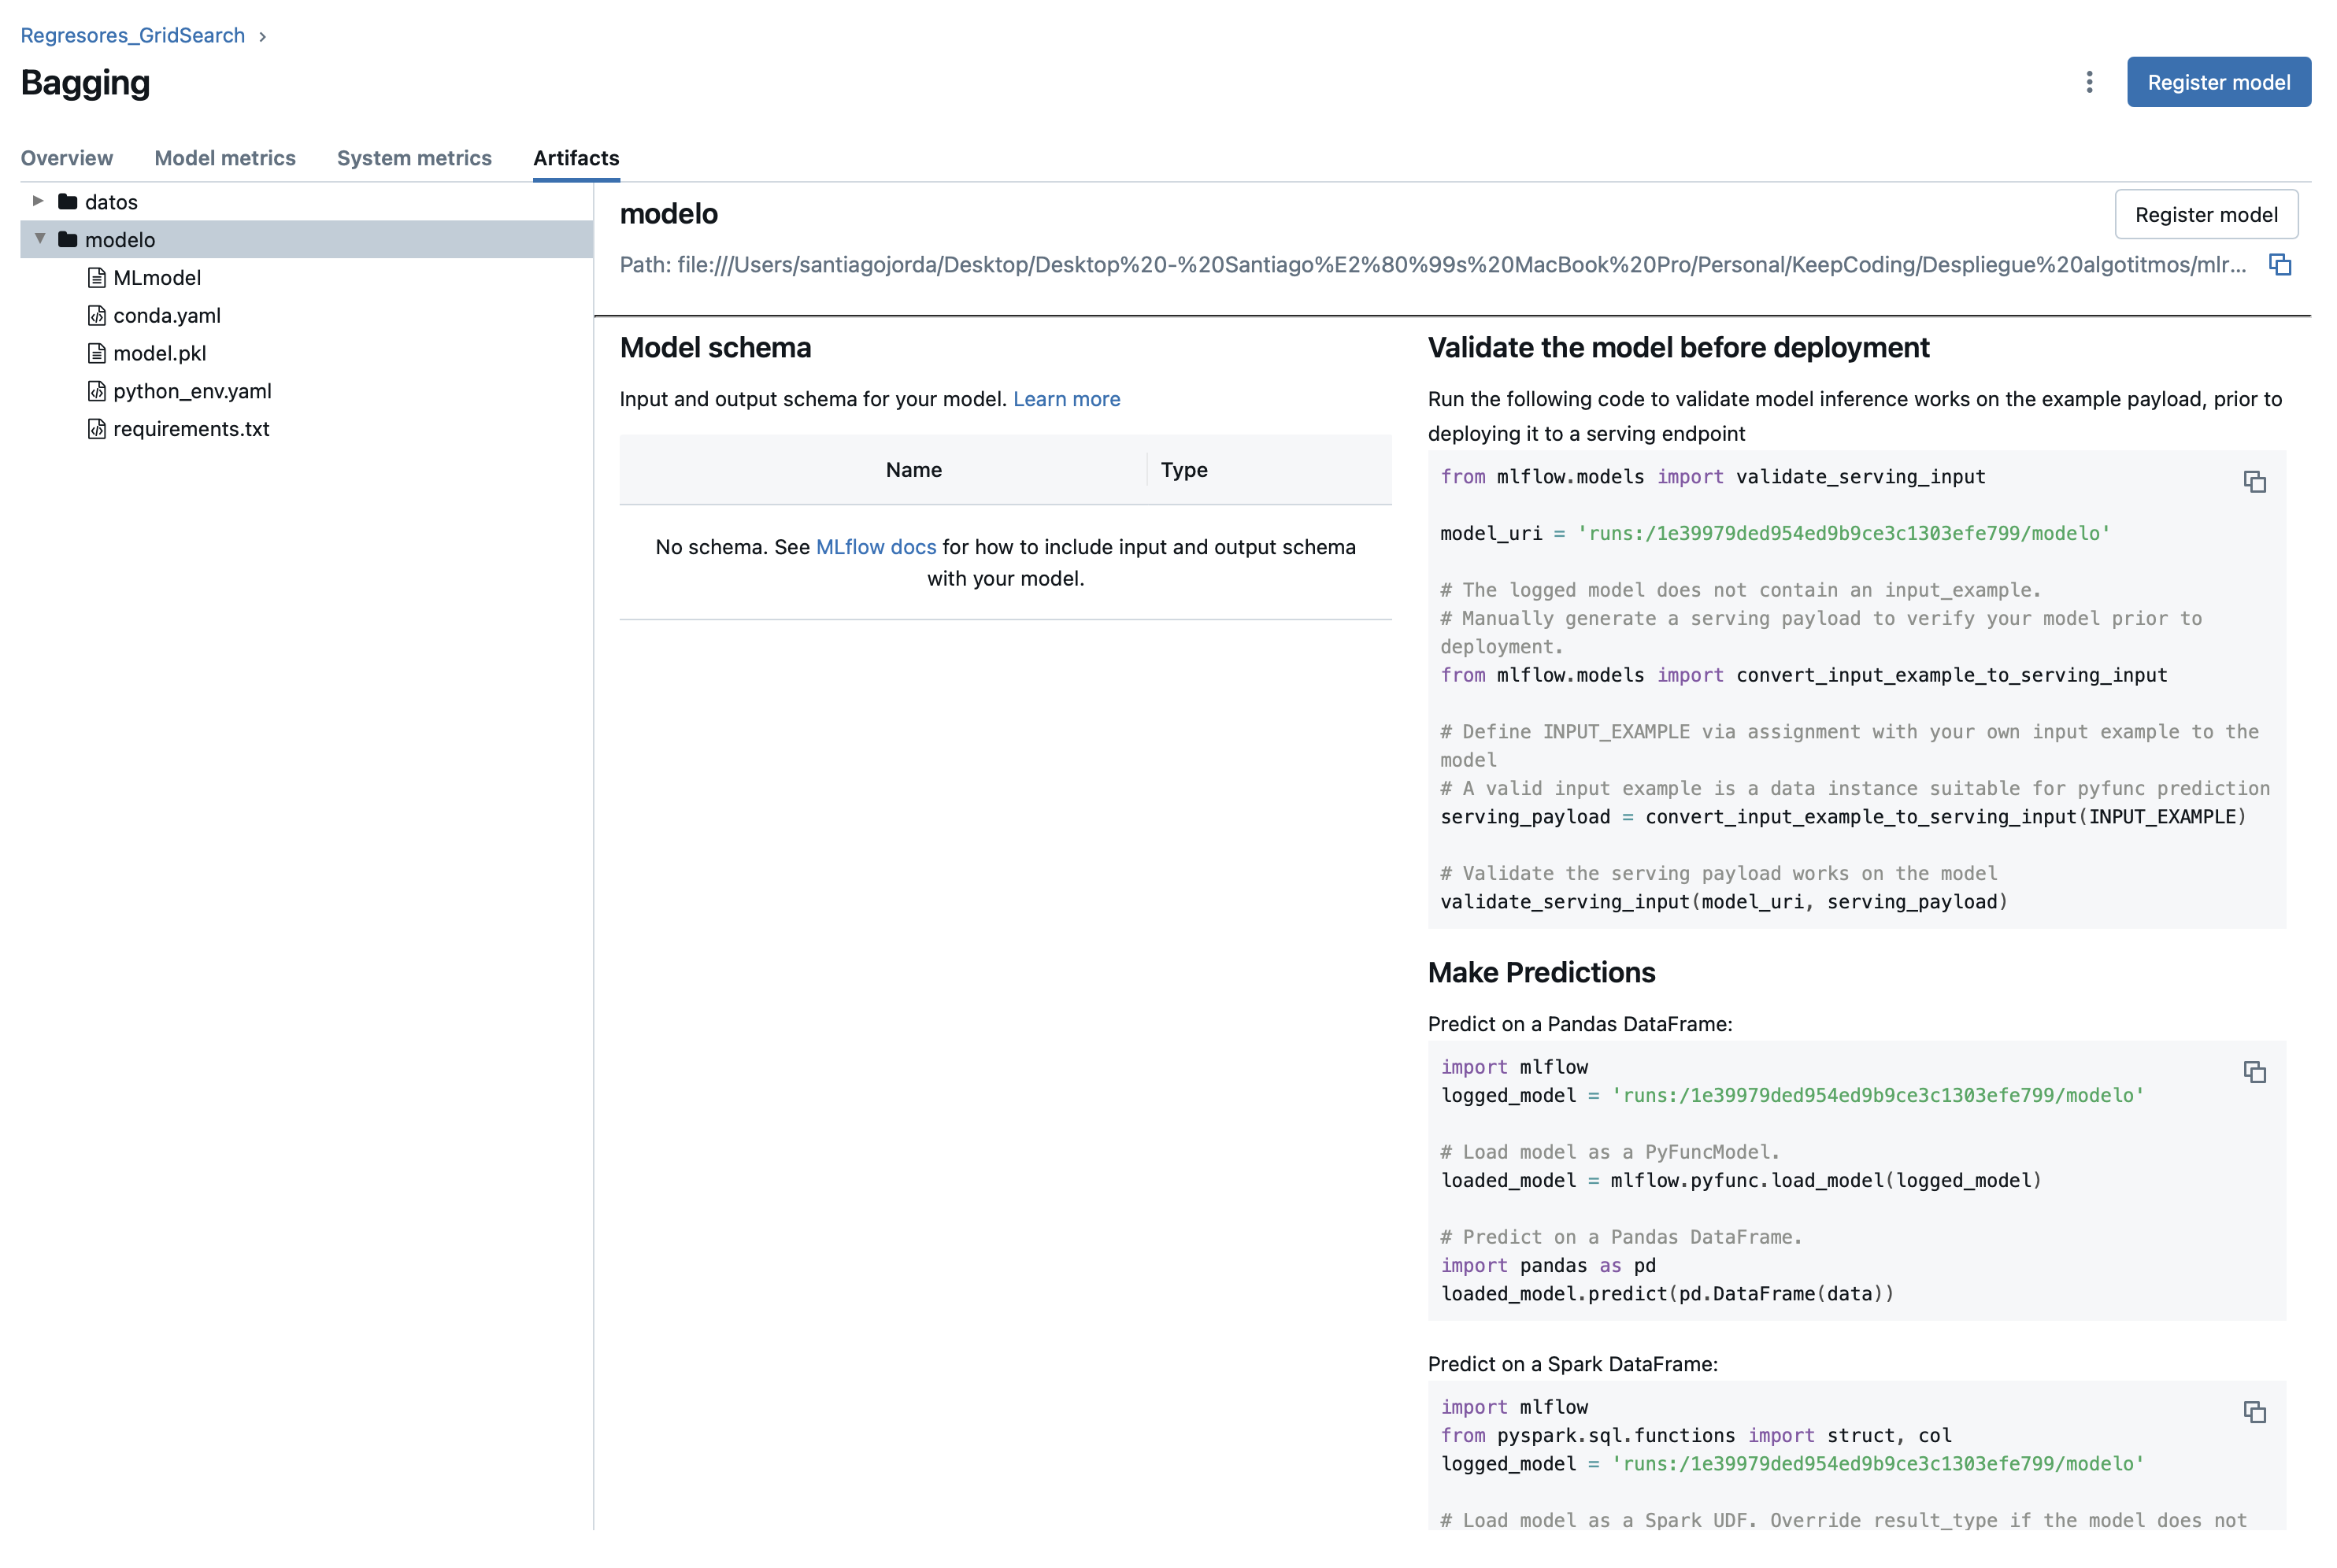 Regresores_GridSearch ›
Bagging
Register model
Overview Model metrics System metrics Artifacts
datos
modelo
MLmodel
conda.yaml
model.pkl
python_env.yaml
requirements.txt
modelo
Register model
Path: file:///Users/santiagojorda/Desktop/Desktop%20-%20Santiago%E2%80%99s%20MacBook%20Pro/Personal/KeepCoding/Despliegue%20algotitmos/mlr...
Model schema
Input and output schema for your model. Learn more
Name Type
No schema. See MLflow docs for how to include input and output schema
with your model.
Validate the model before deployment
Run the following code to validate model inference works on the example payload, prior to
deploying it to a serving endpoint
from mlflow.models import validate_serving_input
model_uri = 'runs:/1e39979ded954ed9b9ce3c1303efe799/modelo'
# The logged model does not contain an input_example.
# Manually generate a serving payload to verify your model prior to
deployment.
from mlflow.models import convert_input_example_to_serving_input
# Define INPUT_EXAMPLE via assignment with your own input example to the
model
# A valid input example is a data instance suitable for pyfunc prediction
serving_payload = convert_input_example_to_serving_input(INPUT_EXAMPLE)
# Validate the serving payload works on the model
validate_serving_input(model_uri, serving_payload)
Make Predictions
Predict on a Pandas DataFrame:
import mlflow
logged_model = 'runs:/1e39979ded954ed9b9ce3c1303efe799/modelo'
# Load model as a PyFuncModel.
loaded_model = mlflow.pyfunc.load_model(logged_model)
# Predict on a Pandas DataFrame.
import pandas as pd
loaded_model.predict(pd.DataFrame(data))
Predict on a Spark DataFrame:
import mlflow
from pyspark.sql.functions import struct, col
logged_model = 'runs:/1e39979ded954ed9b9ce3c1303efe799/modelo'
# Load model as a Spark UDF. Override result_type if the model does not